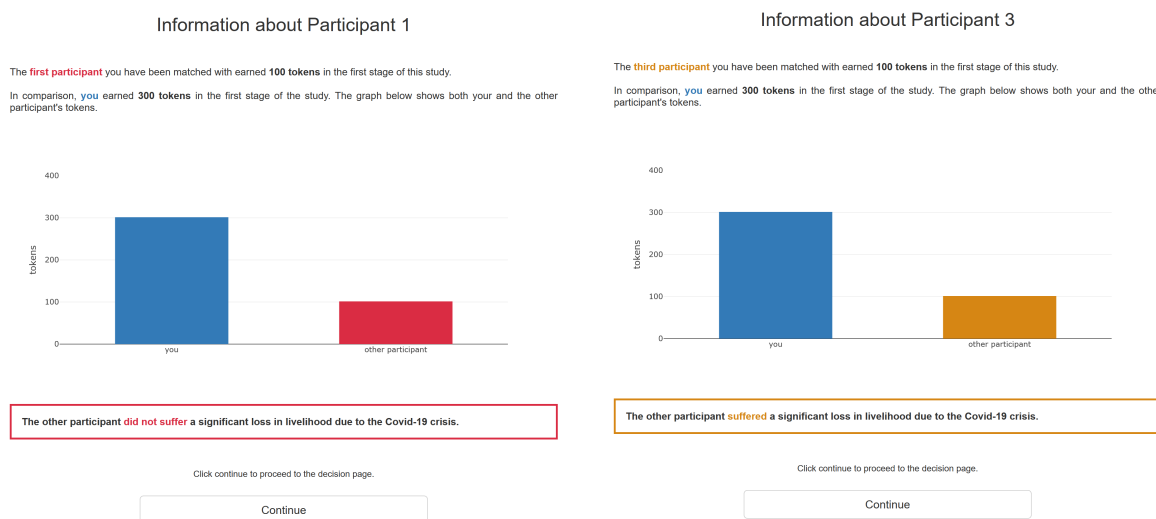 Information about Participant 1
The first participant you have been matched with earned 100 tokens in the first stage of this study.
In comparison, you earned 300 tokens in the first stage of the study. The graph below shows both your and the other
participant's tokens.
400
300
200
100
0
tokens
you
other participant
The other participant did not suffer a significant loss in livelihood due to the Covid-19 crisis.
Click continue to proceed to the decision page.
Continue
Information about Participant 3
The third participant you have been matched with earned 100 tokens in the first stage of this study.
In comparison, you earned 300 tokens in the first stage of the study. The graph below shows both your and the othe
participant's tokens.
400
300
200
100
0
tokens
you
other participant
The other participant suffered a significant loss in livelihood due to the Covid-19 crisis.
Click continue to proceed to the decision page.
Continue